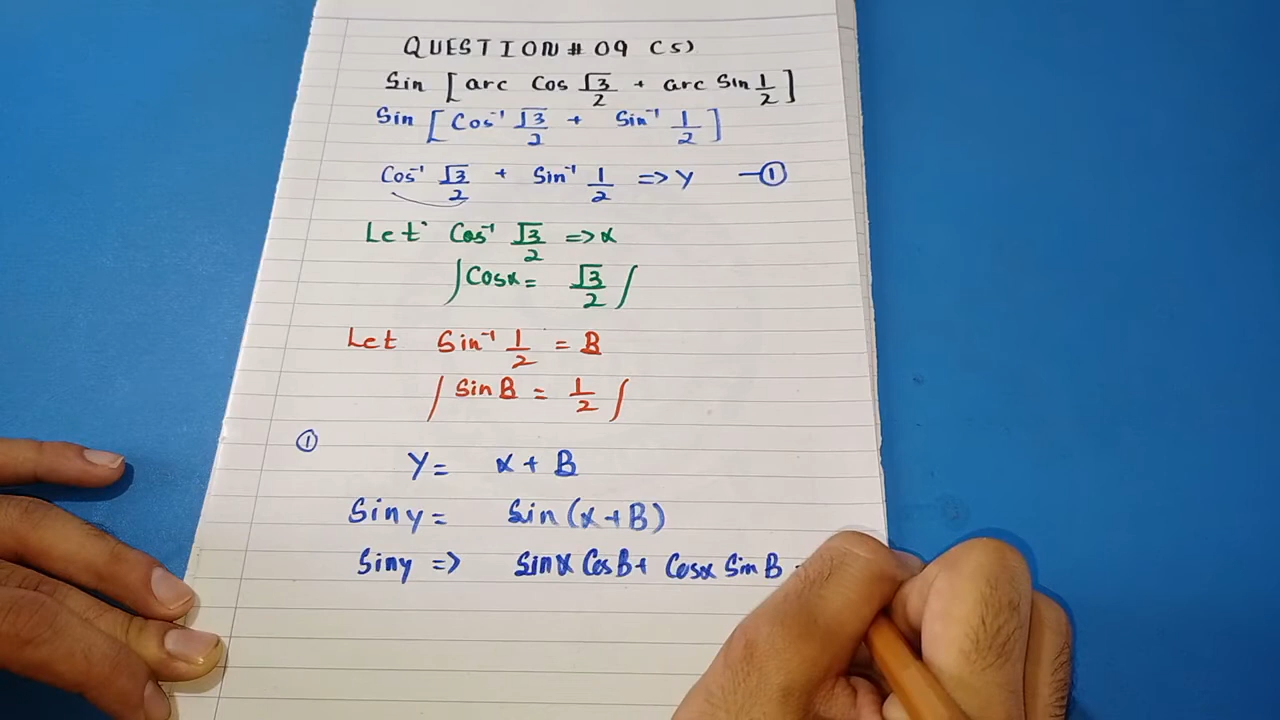 QUESTION # 09 (5)
Sin [arc Cos √3/2 + arc Sin 1/2]
Sin [Cos⁻¹ √3/2 + Sin⁻¹ 1/2]
Cos⁻¹ √3/2 + Sin⁻¹ 1/2 => Y —①
Let Cos⁻¹ √3/2 => α
Cosα = √3/2
Let Sin⁻¹ 1/2 = B
Sin B = 1/2
①
Y = α + B
Siny = Sin (α + B)
Siny => Sinα CosB + Cosα Sin B